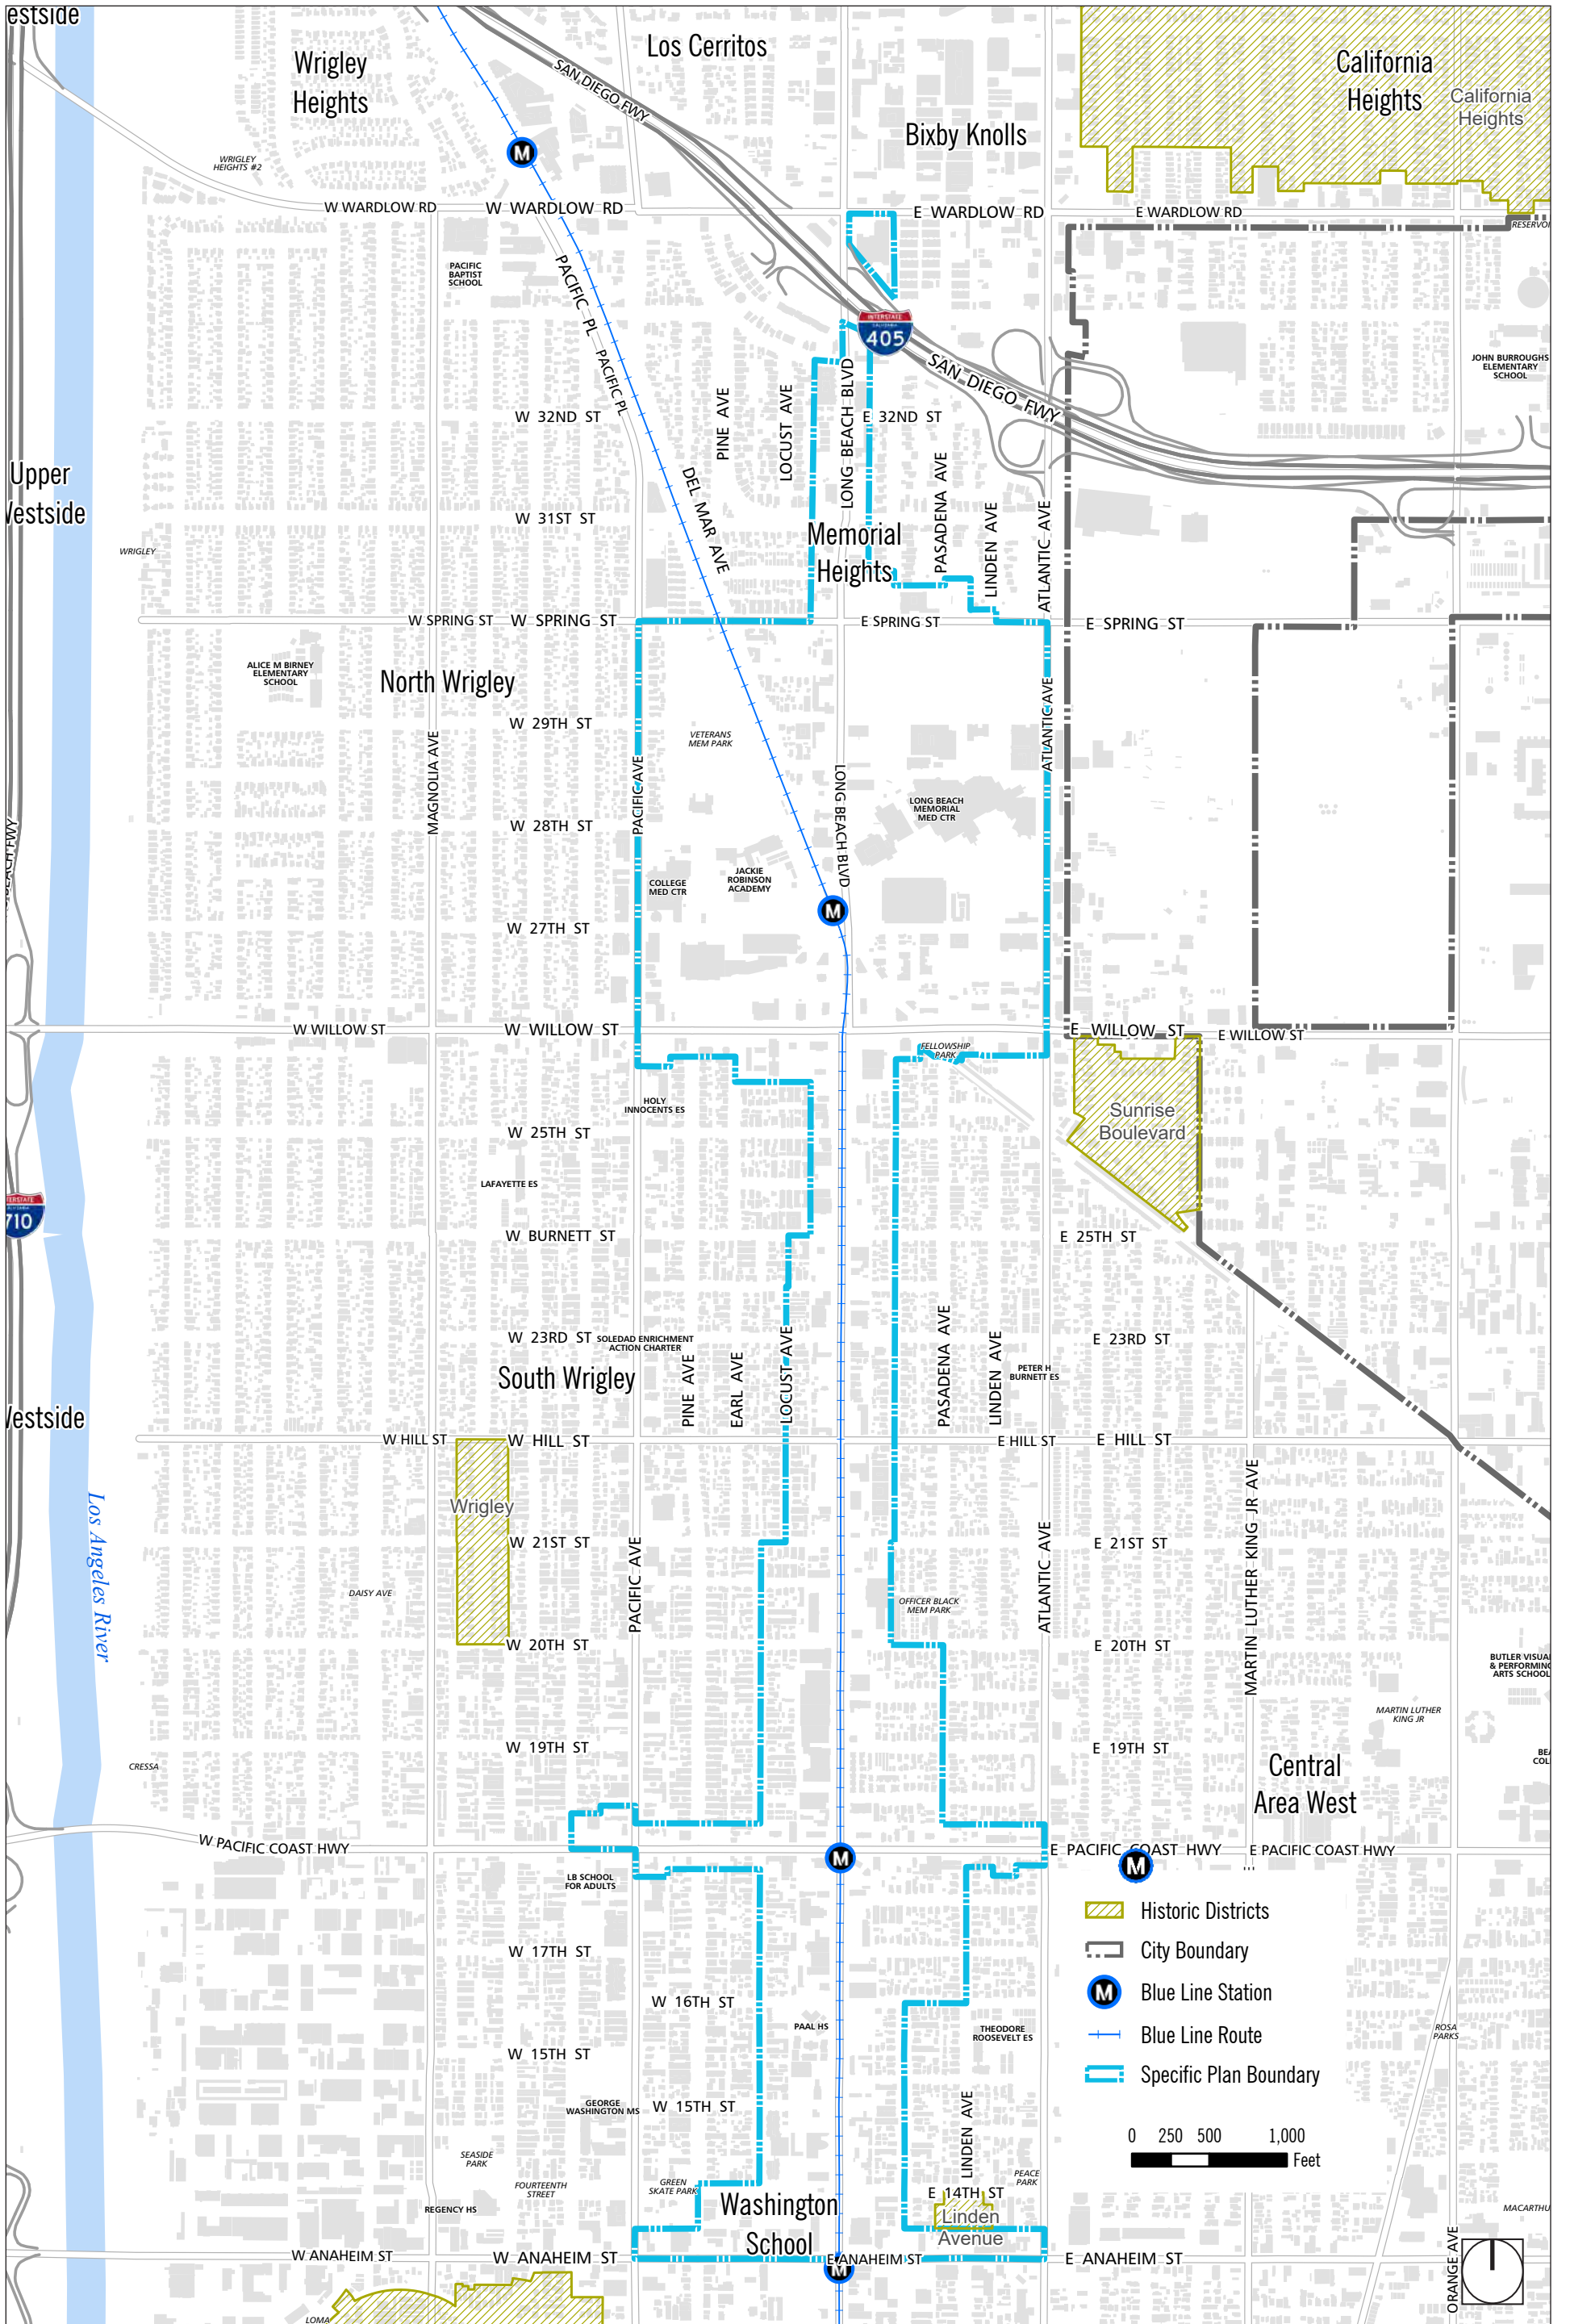 estside
Wrigley
Heights
Los Cerritos
SAN DIEGO FWY
California
Heights
California
Heights
Bixby Knolls
WRIGLEY
HEIGHTS #2
W WARDLOW RD
W WARDLOW RD
E WARDLOW RD
E WARDLOW RD
RESERVOI
PACIFIC
BAPTIST
SCHOOL
PACIFIC PL
PACIFIC PL
INTERSTATE
CALIFORNIA
405
SAN DIEGO FWY
JOHN BURROUGHS
ELEMENTARY
SCHOOL
W 32ND ST
PINE AVE
LOCUST AVE
LONG BEACH BLVD
E 32ND ST
Upper
Westside
DEL MAR AVE
PASADENA AVE
LINDEN AVE
ATLANTIC AVE
W 31ST ST
WRIGLEY
Memorial
Heights
W SPRING ST
W SPRING ST
E SPRING ST
E SPRING ST
ALICE M BIRNEY
ELEMENTARY
SCHOOL
North Wrigley
W 29TH ST
VETERANS
MEM PARK
ATLANTIC AVE
MAGNOLIA AVE
PACIFIC AVE
LONG BEACH BLVD
LONG BEACH
MEMORIAL
MED CTR
W 28TH ST
BEACH FWY
COLLEGE
MED CTR
JACKIE
ROBINSON
ACADEMY
M
W 27TH ST
W WILLOW ST
W WILLOW ST
E WILLOW ST
E WILLOW ST
FELLOWSHIP
PARK
HOLY
INNOCENTS ES
Sunrise
Boulevard
W 25TH ST
LAFAYETTE ES
710
W BURNETT ST
E 25TH ST
W 23RD ST
SOLEDAD ENRICHMENT
ACTION CHARTER
E 23RD ST
South Wrigley
PINE AVE
EARL AVE
LOCUST AVE
PASADENA AVE
LINDEN AVE
PETER H
BURNETT ES
Westside
W HILL ST
W HILL ST
E HILL ST
E HILL ST
Wrigley
Los Angeles River
W 21ST ST
E 21ST ST
PACIFIC AVE
ATLANTIC AVE
MARTIN LUTHER KING JR AVE
DAISY AVE
OFFICER BLACK
MEM PARK
W 20TH ST
E 20TH ST
BUTLER VISUAL
& PERFORMING
ARTS SCHOOL
MARTIN LUTHER
KING JR
W 19TH ST
E 19TH ST
CRESSA
BEA
COL
Central
Area West
W PACIFIC COAST HWY
E PACIFIC COAST HWY
E PACIFIC COAST HWY
M
M
LB SCHOOL
FOR ADULTS
Historic Districts
City Boundary
M
Blue Line Station
Blue Line Route
Specific Plan Boundary
W 17TH ST
W 16TH ST
PAAL HS
THEODORE
ROOSEVELT ES
ROSA
PARKS
W 15TH ST
GEORGE
WASHINGTON MS
W 15TH ST
LINDEN AVE
0 250 500 1,000
Feet
SEASIDE
PARK
FOURTEENTH
STREET
GREEN
SKATE PARK
PEACE
PARK
REGENCY HS
Washington
School
E 14TH ST
Linden
Avenue
MACARTHU
W ANAHEIM ST
W ANAHEIM ST
E ANAHEIM ST
E ANAHEIM ST
M
ORANGE AVE
LOMA
M